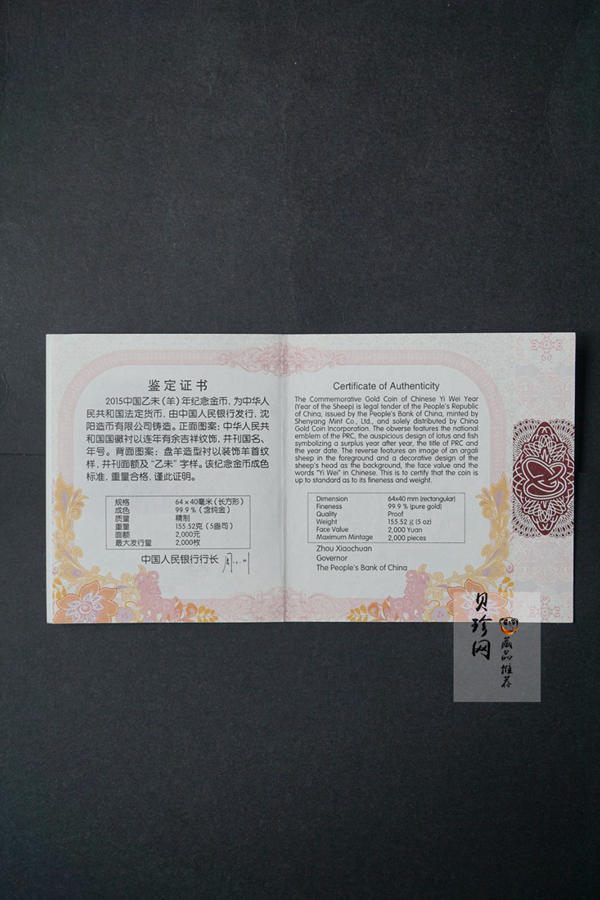 鉴定证书
2015中国乙未(羊)年纪念金币, 为中华人
民共和国法定货币, 由中国人民银行发行, 沈
阳造币有限公司铸造。正面图案: 中华人民共
和国国徽衬以连年有余吉祥纹饰, 并刊国名、
年号。背面图案: 盘羊造型衬以装饰羊首纹
样, 并刊面额及“乙未”字样。该纪念金币成色
标准, 重量合格, 谨此证明。
规格 64×40毫米(长方形)
成色 99.9%(含纯金)
质量 精制
重量 155.52克(5盎司)
面额 2,000元
最大发行量 2,000枚
中国人民银行行长
Certificate of Authenticity
The Commemorative Gold Coin of Chinese Yi Wei Year
(Year of the Sheep) is legal tender of the People's Republic
of China, issued by the People's Bank of China, minted by
Shenyang Mint Co., Ltd., and solely distributed by China
Gold Coin Incorporation. The obverse features the national
emblem of the PRC, the auspicious design of lotus and fish
symbolizing a surplus year after year, the title of PRC and
the year date. The reverse features an image of an argali
sheep in the foreground and a decorative design of the
sheep's head as the background, the face value and the
words "Yi Wei" in Chinese. This is to certify that the coin is
up to standard as to its fineness and weight.
Dimension 64x40 mm (rectangular)
Fineness 99.9 % (pure gold)
Quality Proof
Weight 155.52 g (5 oz)
Face Value 2,000 Yuan
Maximum Mintage 2,000 pieces
Zhou Xiaochuan
Governor
The People's Bank of China
贝珍网
藏品推荐